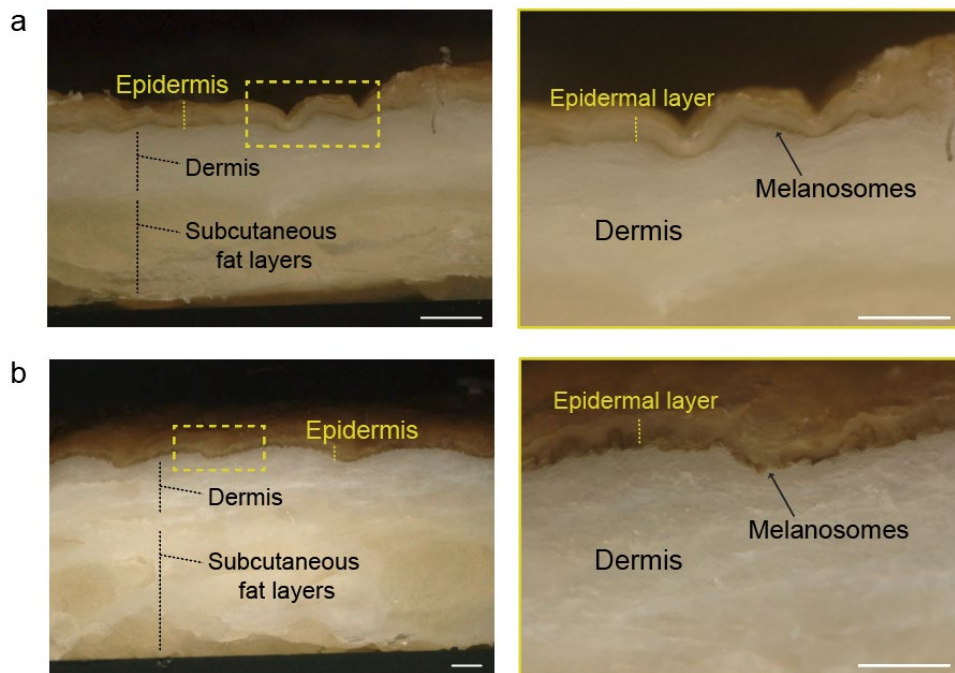 a
Epidermis
Dermis
Subcutaneous
fat layers
Epidermal layer
Melanosomes
Dermis
b
Epidermis
Dermis
Subcutaneous
fat layers
Epidermal layer
Melanosomes
Dermis